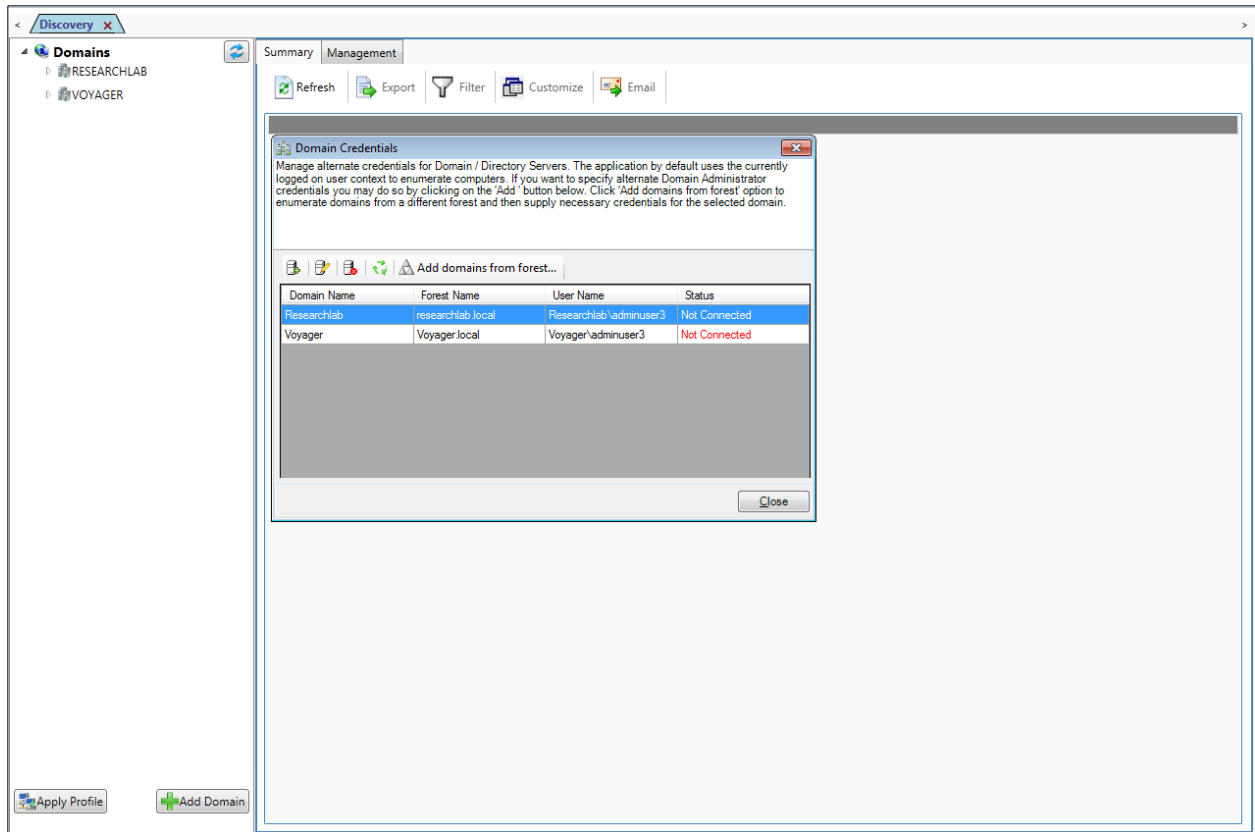 < Discovery x >
Domains
RESEARCHLAB
VOYAGER
Summary Management
Refresh Export Filter Customize Email
Domain Credentials
Manage alternate credentials for Domain / Directory Servers. The application by default uses the currently
logged on user context to enumerate computers. If you want to specify alternate Domain Administrator
credentials you may do so by clicking on the 'Add ' button below. Click 'Add domains from forest' option to
enumerate domains from a different forest and then supply necessary credentials for the selected domain.
Add domains from forest...
Domain Name Forest Name User Name Status
Researchlab researchlab.local Researchlab\adminuser3 Not Connected
Voyager Voyager.local Voyager\adminuser3 Not Connected
Close
Apply Profile Add Domain